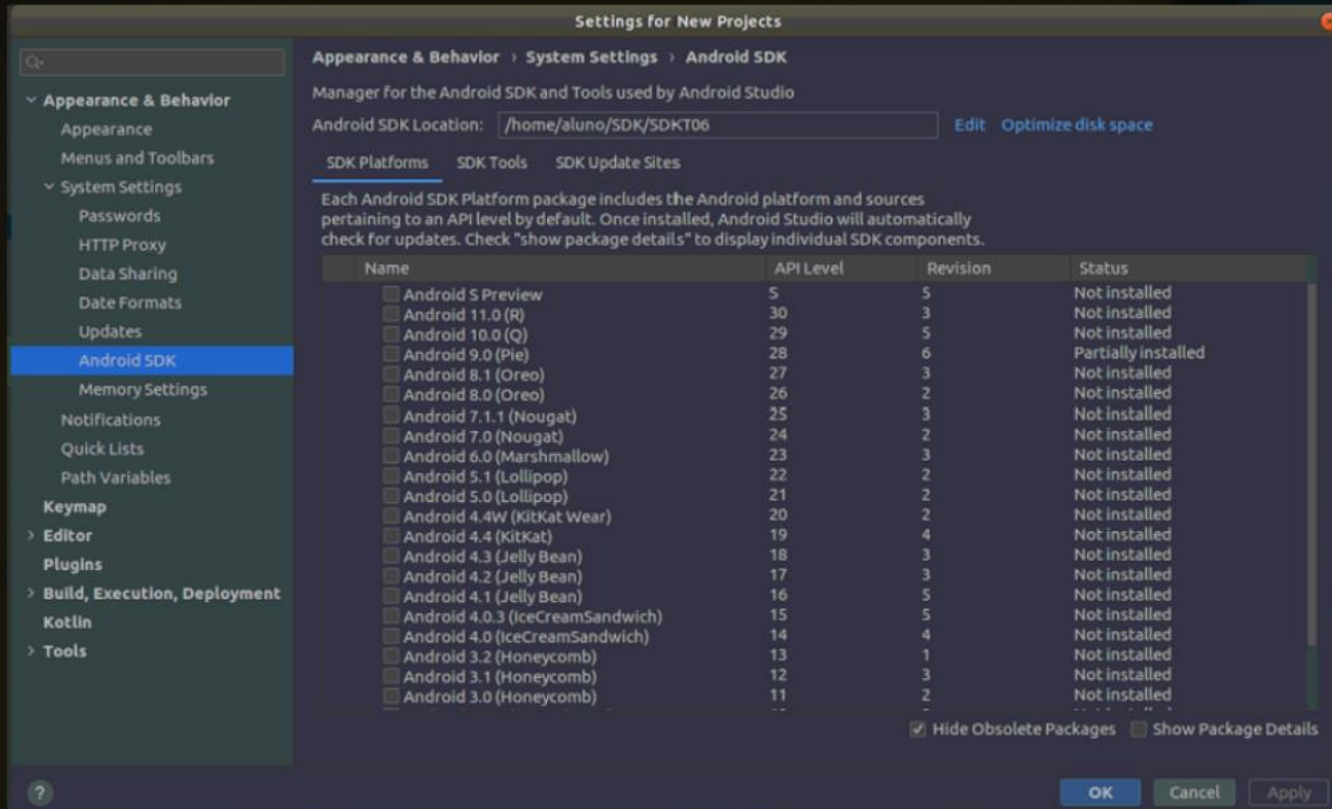 Settings for New Projects
Appearance & Behavior › System Settings › Android SDK
Appearance & Behavior
Appearance
Menus and Toolbars
System Settings
Passwords
HTTP Proxy
Data Sharing
Date Formats
Updates
Android SDK
Memory Settings
Notifications
Quick Lists
Path Variables
Keymap
Editor
Plugins
Build, Execution, Deployment
Kotlin
Tools
Manager for the Android SDK and Tools used by Android Studio
Android SDK Location: /home/aluno/SDK/SDKT06 Edit Optimize disk space
SDK Platforms SDK Tools SDK Update Sites
Each Android SDK Platform package includes the Android platform and sources
pertaining to an API level by default. Once installed, Android Studio will automatically
check for updates. Check "show package details" to display individual SDK components.
Name API Level Revision Status
Android S Preview S 5 Not installed
Android 11.0 (R) 30 3 Not installed
Android 10.0 (Q) 29 5 Not installed
Android 9.0 (Pie) 28 6 Partially installed
Android 8.1 (Oreo) 27 3 Not installed
Android 8.0 (Oreo) 26 2 Not installed
Android 7.1.1 (Nougat) 25 3 Not installed
Android 7.0 (Nougat) 24 2 Not installed
Android 6.0 (Marshmallow) 23 3 Not installed
Android 5.1 (Lollipop) 22 2 Not installed
Android 5.0 (Lollipop) 21 2 Not installed
Android 4.4W (KitKat Wear) 20 2 Not installed
Android 4.4 (KitKat) 19 4 Not installed
Android 4.3 (Jelly Bean) 18 3 Not installed
Android 4.2 (Jelly Bean) 17 3 Not installed
Android 4.1 (Jelly Bean) 16 5 Not installed
Android 4.0.3 (IceCreamSandwich) 15 5 Not installed
Android 4.0 (IceCreamSandwich) 14 4 Not installed
Android 3.2 (Honeycomb) 13 1 Not installed
Android 3.1 (Honeycomb) 12 3 Not installed
Android 3.0 (Honeycomb) 11 2 Not installed
Hide Obsolete Packages Show Package Details
? OK Cancel Apply